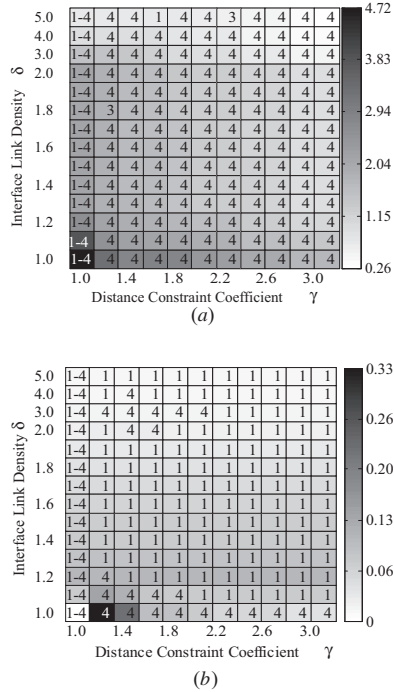 5.0 1-4 4 4 1 4 4 3 4 4 4 4 4.72
4.0 1-4 4 4 4 4 4 4 4 4 4 4
3.0 1-4 4 4 4 4 4 4 4 4 4 4 3.83
2.0 1-4 4 4 4 4 4 4 4 4 4 4
1-4 4 4 4 4 4 4 4 4 4 4
1.8 1-4 3 4 4 4 4 4 4 4 4 4 2.94
1-4 4 4 4 4 4 4 4 4 4 4
1.6 1-4 4 4 4 4 4 4 4 4 4 4
1-4 4 4 4 4 4 4 4 4 4 4 2.04
1.4 1-4 4 4 4 4 4 4 4 4 4 4
1-4 4 4 4 4 4 4 4 4 4 4
1.2 1-4 4 4 4 4 4 4 4 4 4 4 1.15
1-4 4 4 4 4 4 4 4 4 4 4
1.0 1-4 4 4 4 4 4 4 4 4 4 4 0.26
Interface Link Density δ
1.0 1.4 1.8 2.2 2.6 3.0
Distance Constraint Coefficient γ
(a)
5.0 1-4 1 1 1 1 1 1 1 1 1 1 0.33
4.0 1-4 1 4 1 1 1 1 1 1 1 1
3.0 1-4 4 4 4 4 4 1 1 1 1 1 0.26
2.0 1-4 1 4 4 1 1 1 1 1 1 1
1-4 1 1 1 1 1 1 1 1 1 1
1.8 1-4 1 1 1 1 1 1 1 1 1 1 0.20
1-4 1 1 1 1 1 1 1 1 1 1
1.6 1-4 1 1 1 1 1 1 1 1 1 1
1-4 1 1 1 1 1 1 1 1 1 1 0.13
1.4 1-4 1 1 1 1 1 1 1 1 1 1
1-4 1 1 1 1 1 1 1 1 1 1
1.2 1-4 4 1 1 1 1 1 1 1 1 1 0.06
1-4 4 4 4 4 1 1 1 1 1 1
1.0 1-4 4 4 4 4 4 4 4 4 4 4 0
Interface Link Density δ
1.0 1.4 1.8 2.2 2.6 3.0
Distance Constraint Coefficient γ
(b)